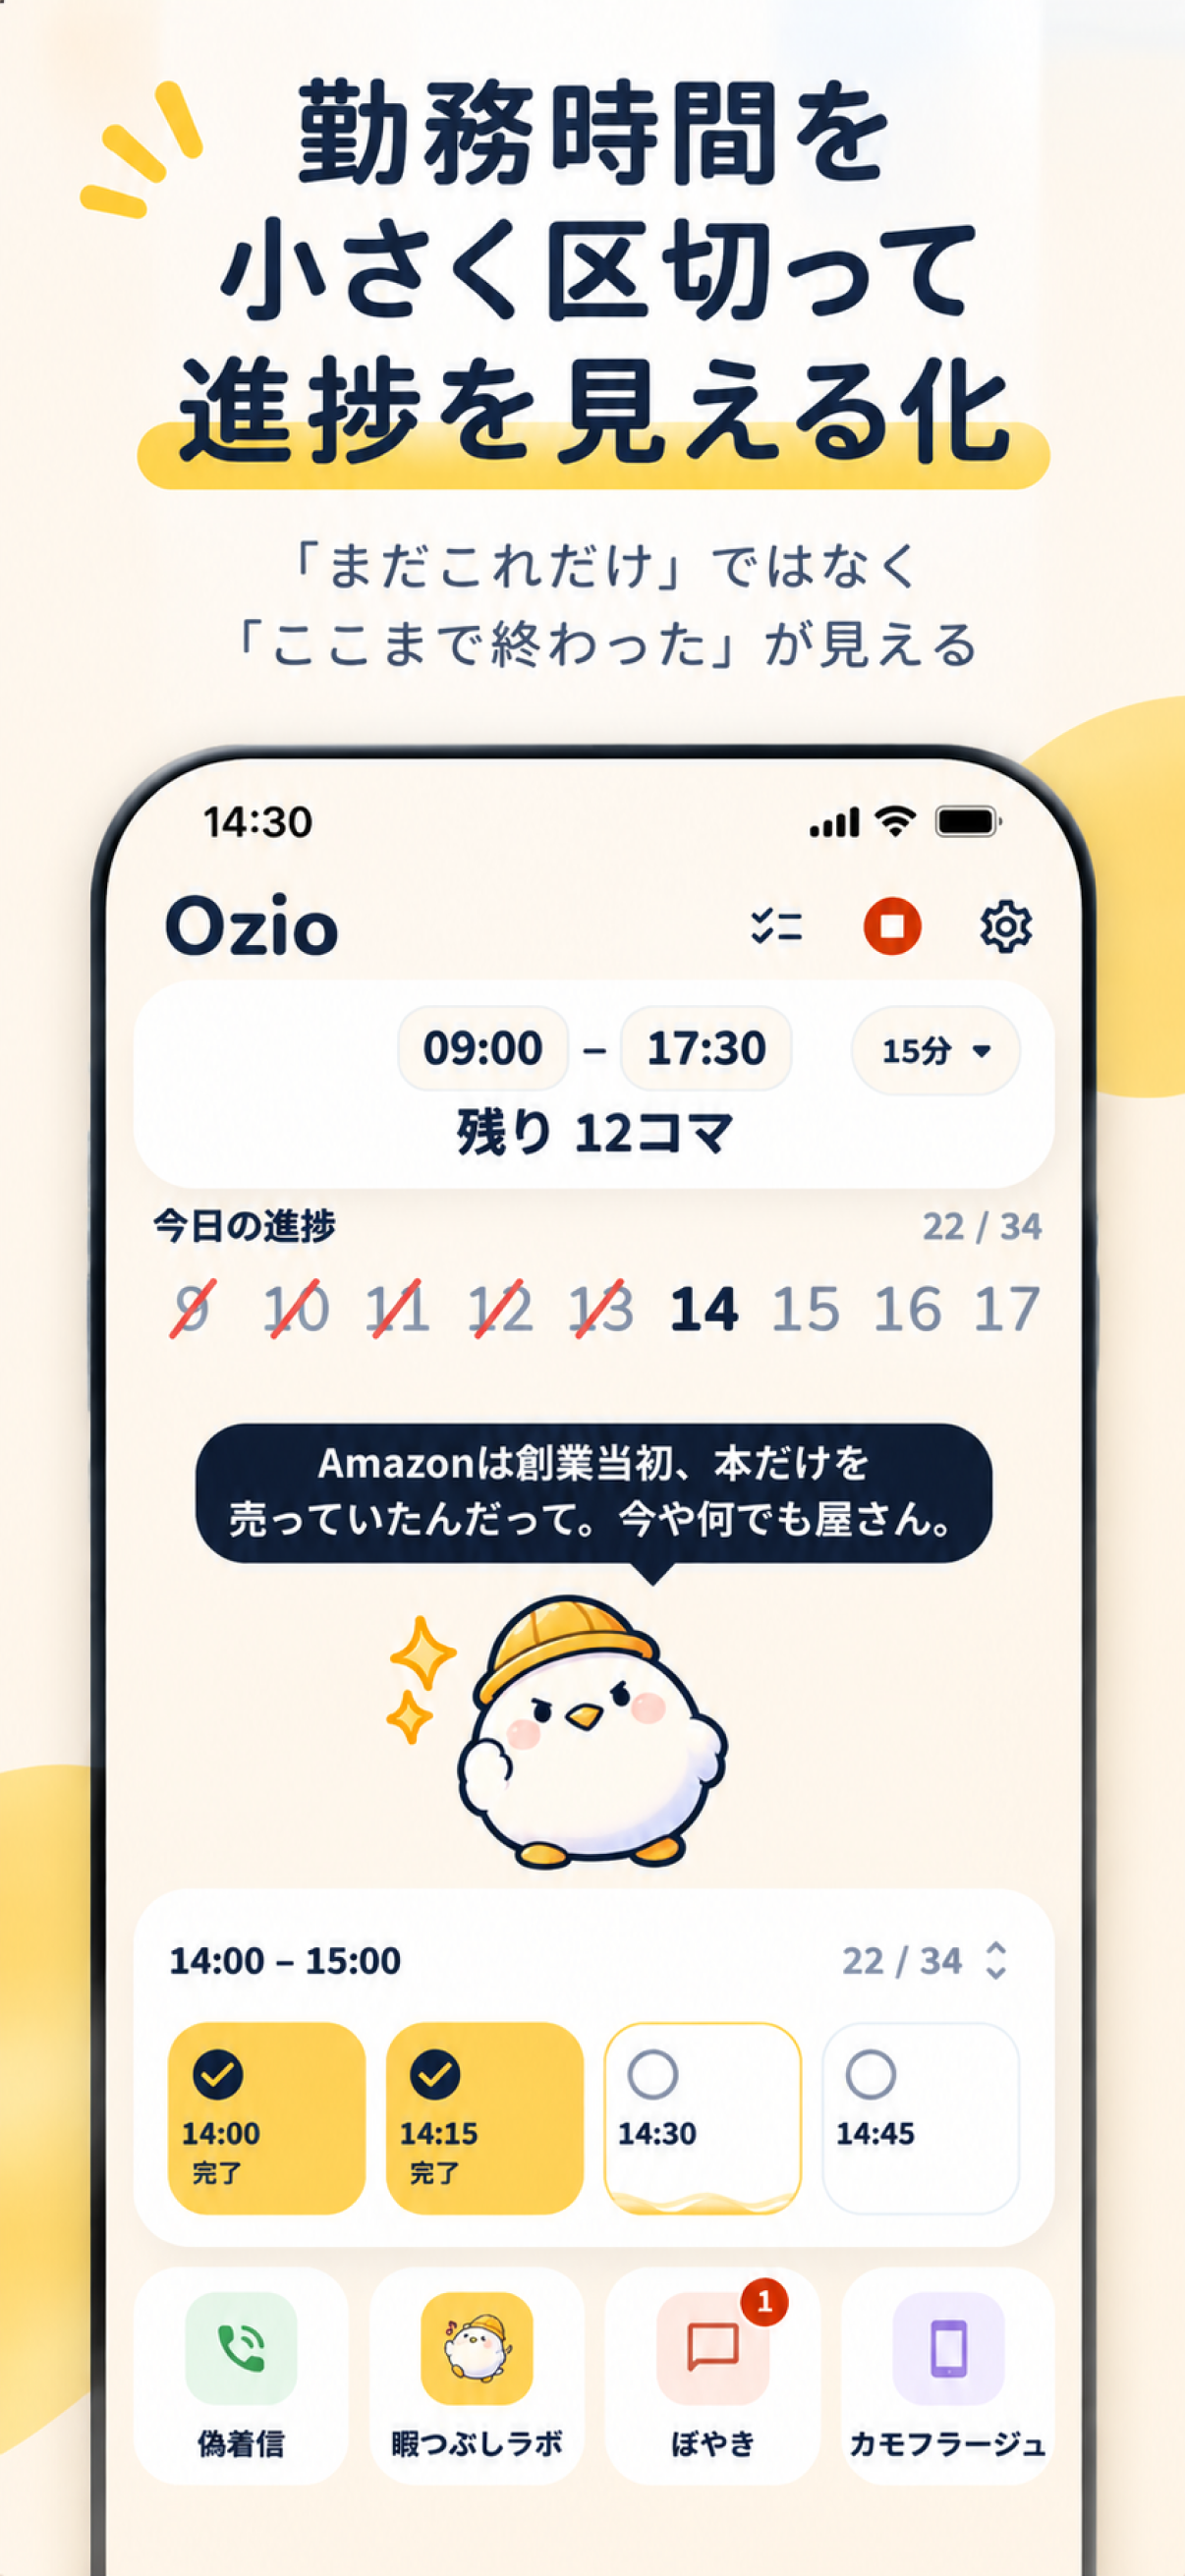 勤務時間を
小さく区切って
進捗を見える化
「まだこれだけ」ではなく
「ここまで終わった」が見える
14:30
Ozio
09:00 – 17:30 15分
残り 12コマ
今日の進捗 22 / 34
9 10 11 12 13 14 15 16 17
Amazonは創業当初、本だけを
売っていたんだって。今や何でも屋さん。
14:00 – 15:00 22 / 34
14:00 14:15 14:30 14:45
完了 完了
1
偽着信 暇つぶしラボ ぼやき カモフラージュ